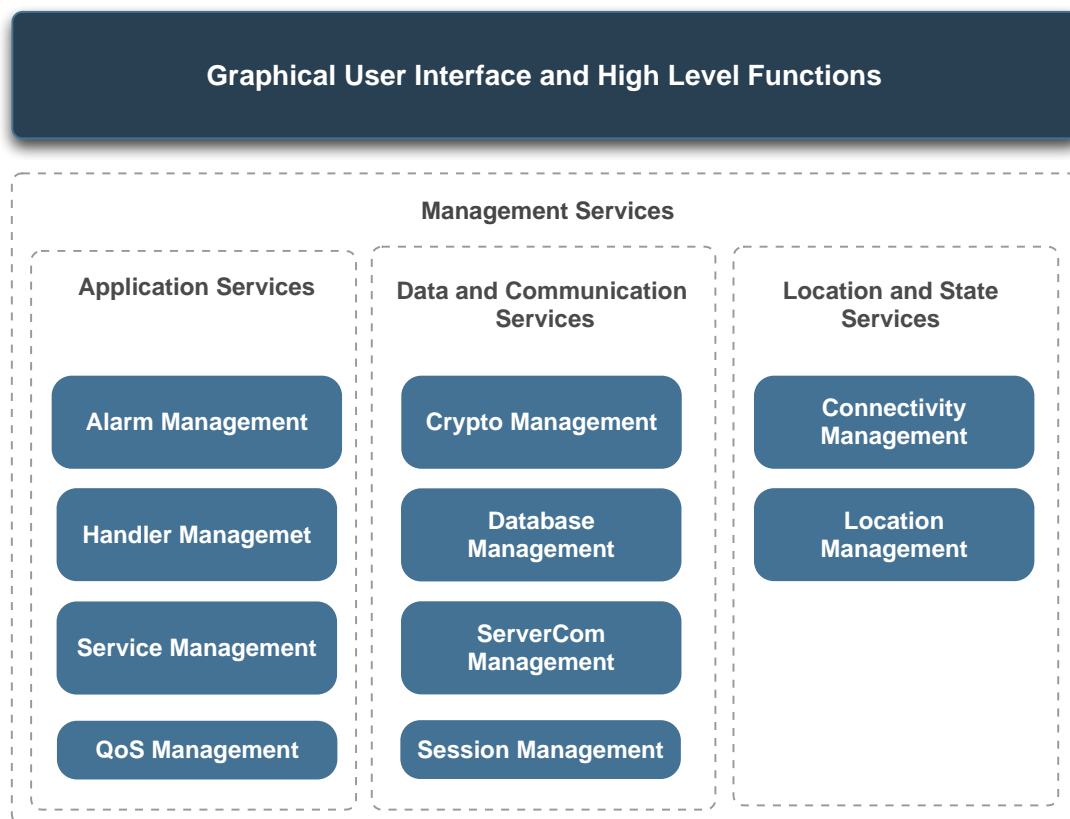 Graphical User Interface and High Level Functions
Management Services
Application Services
Alarm Management
Handler Managemet
Service Management
QoS Management
Data and Communication
Services
Crypto Management
Database
Management
ServerCom
Management
Session Management
Location and State
Services
Connectivity
Management
Location
Management